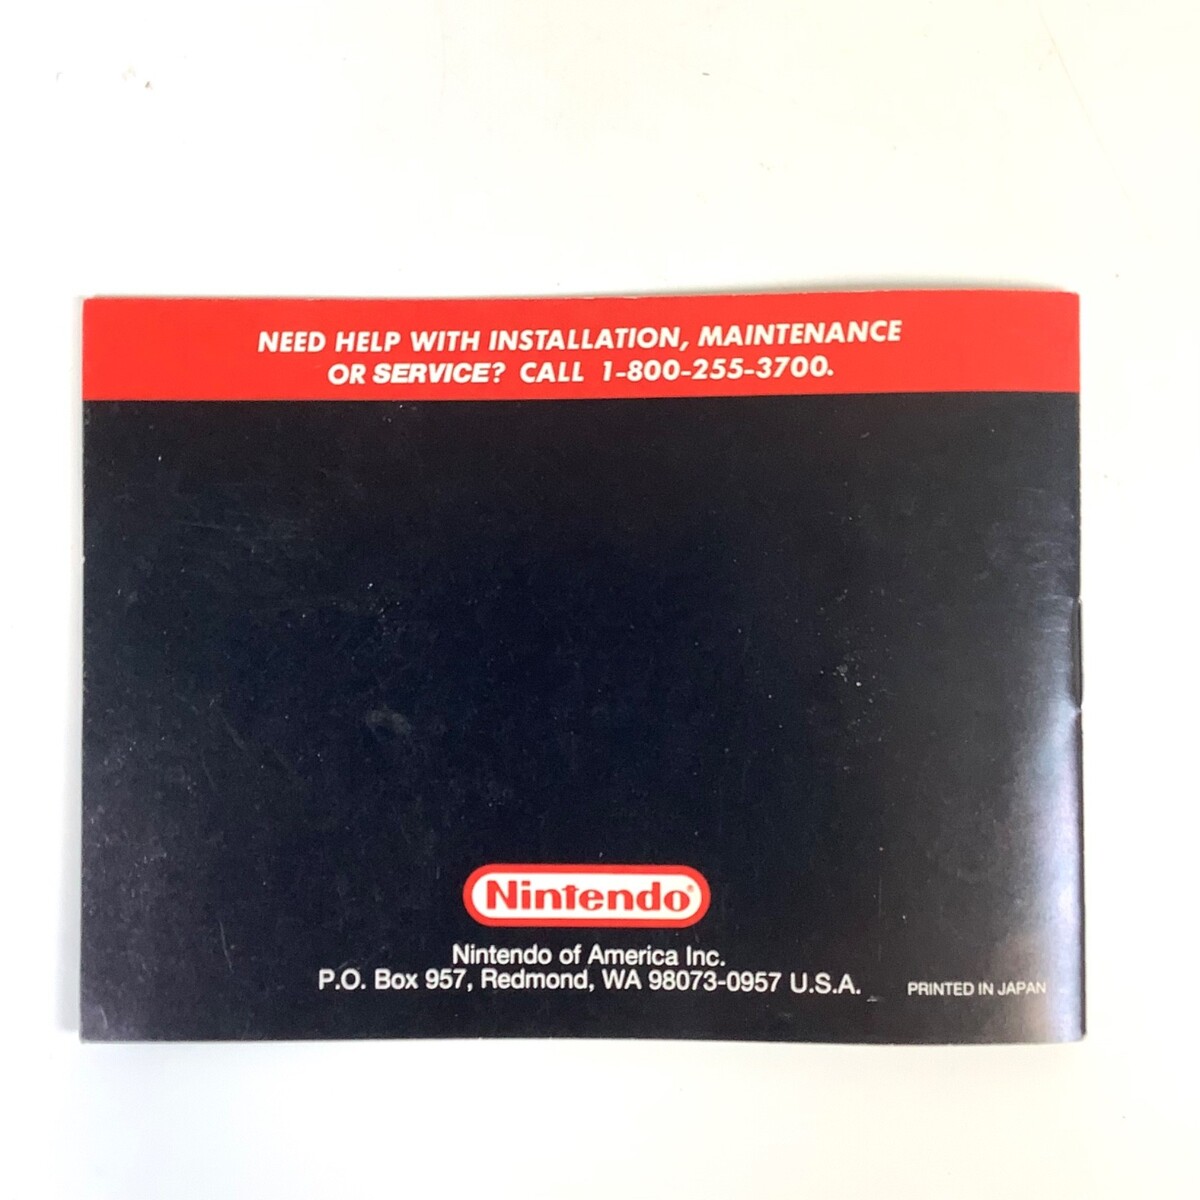 NEED HELP WITH INSTALLATION, MAINTENANCE
OR SERVICE? CALL 1-800-255-3700.
Nintendo®
Nintendo of America Inc.
P.O. Box 957, Redmond, WA 98073-0957 U.S.A.
PRINTED IN JAPAN